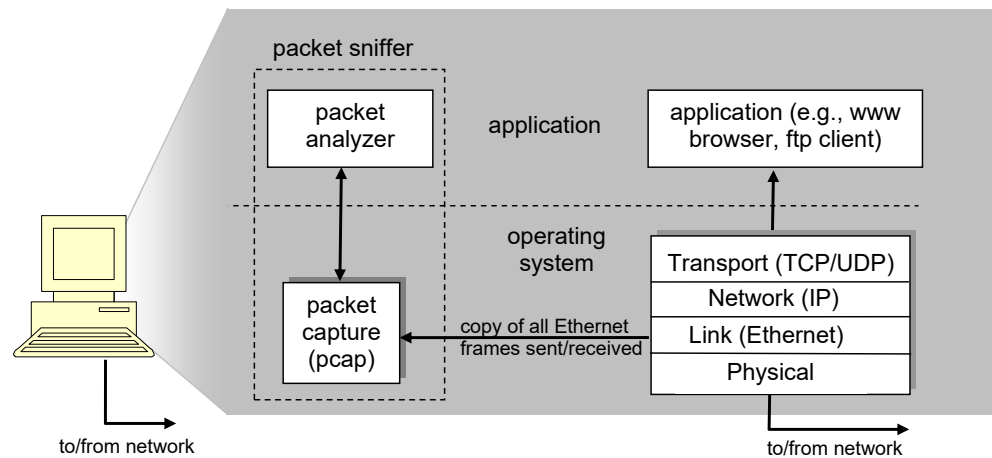 packet sniffer
packet
analyzer
application
application (e.g., www
browser, ftp client)
operating
system
packet
capture
(pcap)
copy of all Ethernet
frames sent/received
Transport (TCP/UDP)
Network (IP)
Link (Ethernet)
Physical
to/from network
to/from network